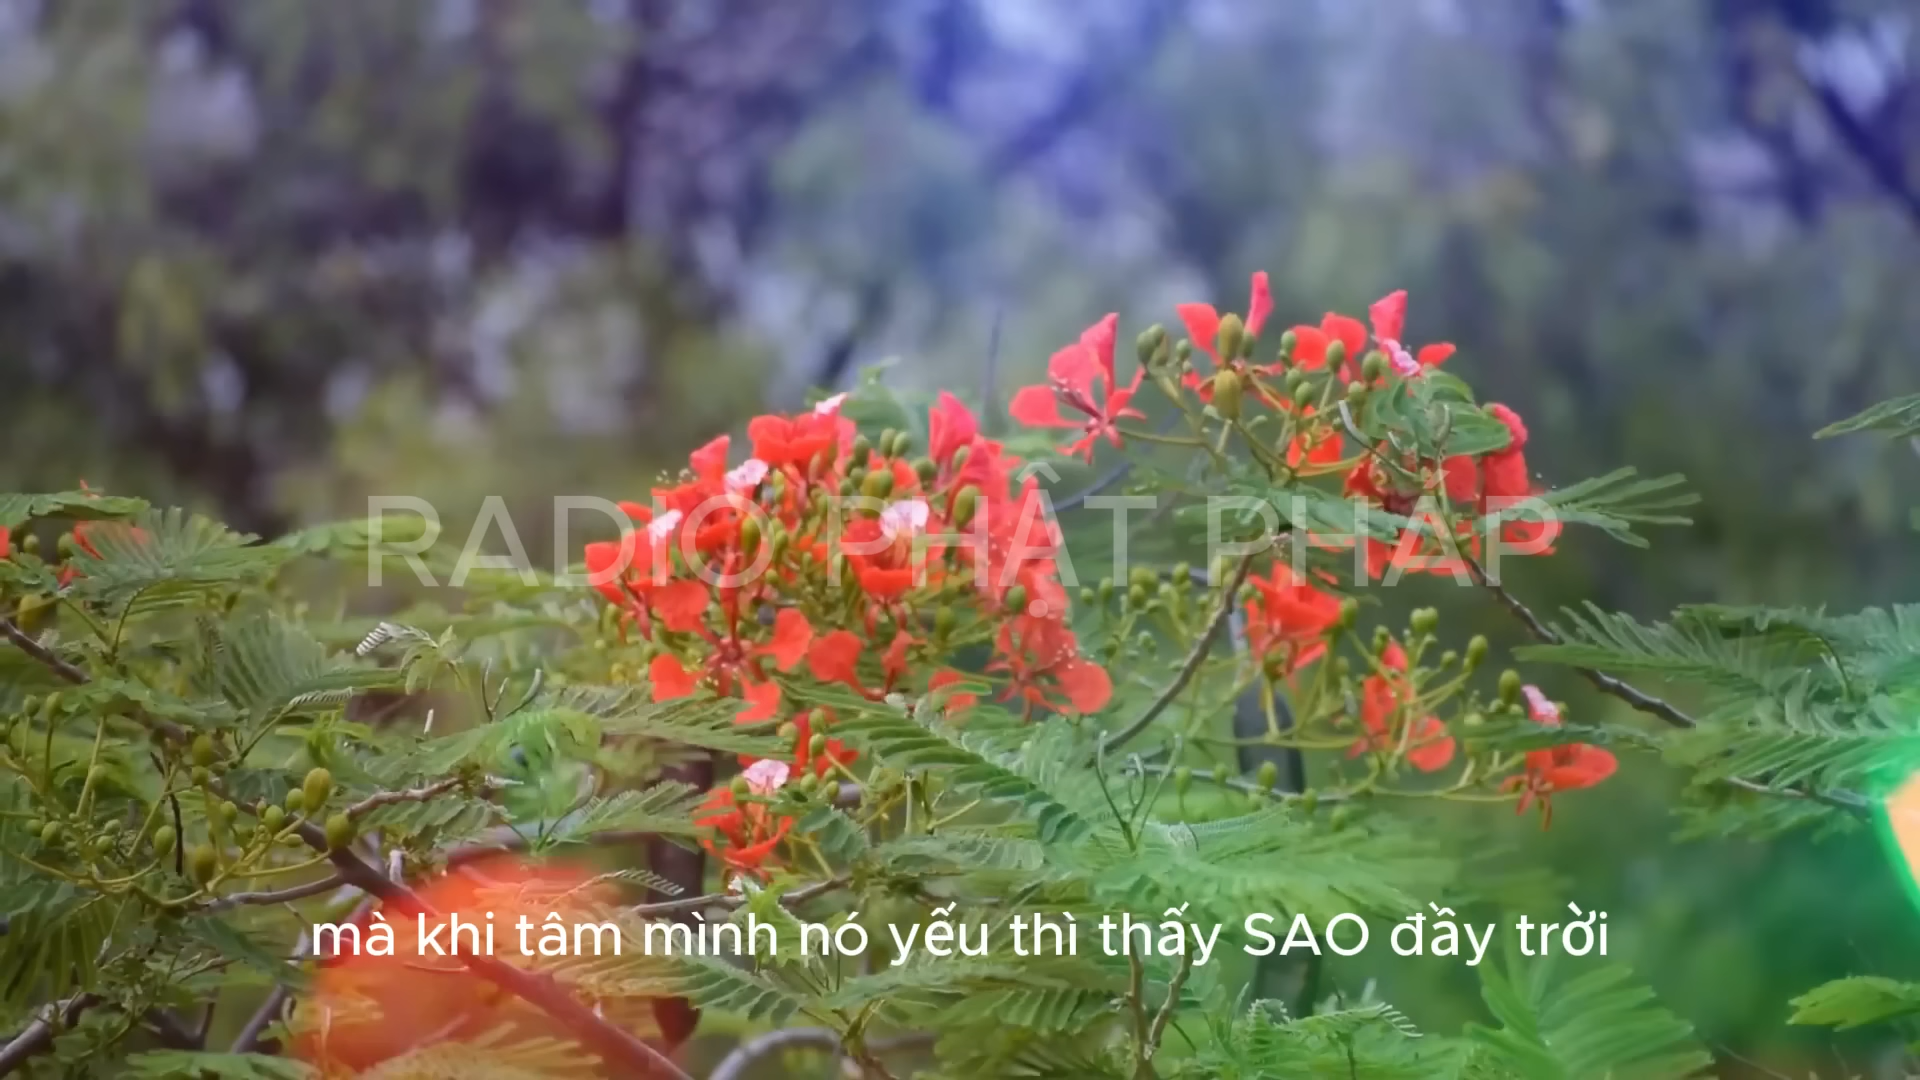 RADIO PHẬT PHÁP
mà khi tâm mình nó yếu thì thấy SAO đầy trời